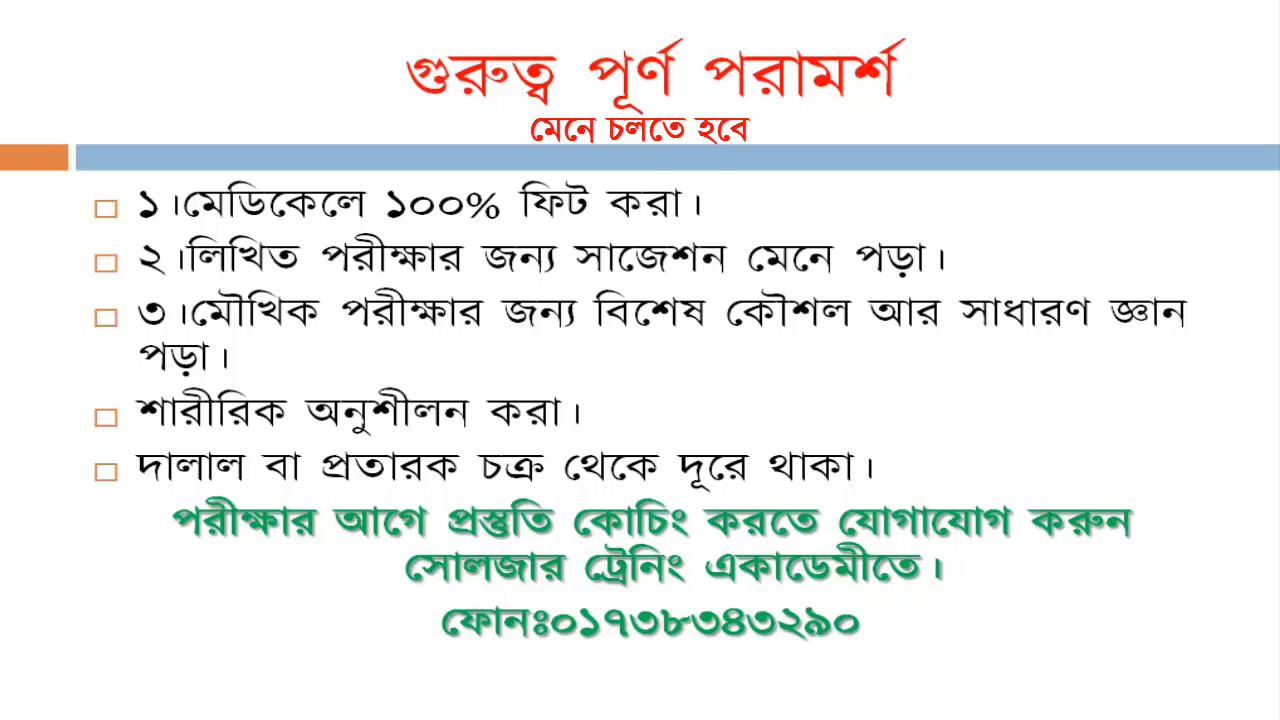 গুরুত্ব পূর্ণ পরামর্শ
মেনে চলতে হবে
১।মেডিকেলে ১০০% ফিট করা।
২।লিখিত পরীক্ষার জন্য সাজেশন মেনে পড়া।
৩।মৌখিক পরীক্ষার জন্য বিশেষ কৌশল আর সাধারণ জ্ঞান
পড়া।
শারীরিক অনুশীলন করা।
দালাল বা প্রতারক চক্র থেকে দূরে থাকা।
পরীক্ষার আগে প্রস্তুতি কোচিং করতে যোগাযোগ করুন
সোলজার ট্রেনিং একাডেমীতে।
ফোনঃ০১৭৩৮৩৪৩২৯০